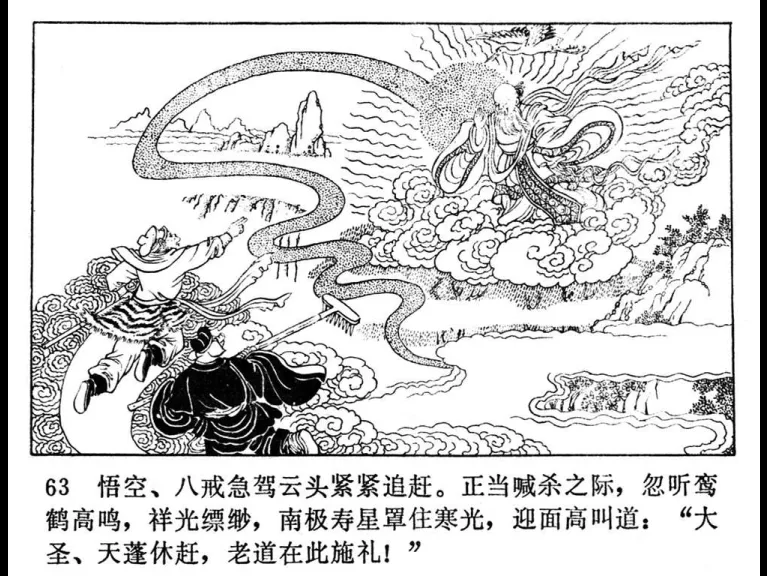 63 悟空、八戒急驾云头紧紧追赶。正当喊杀之际，忽听鸾
鹤高鸣，祥光缥缈，南极寿星罩住寒光，迎面高叫道：“大
圣、天蓬休赶，老道在此施礼！”